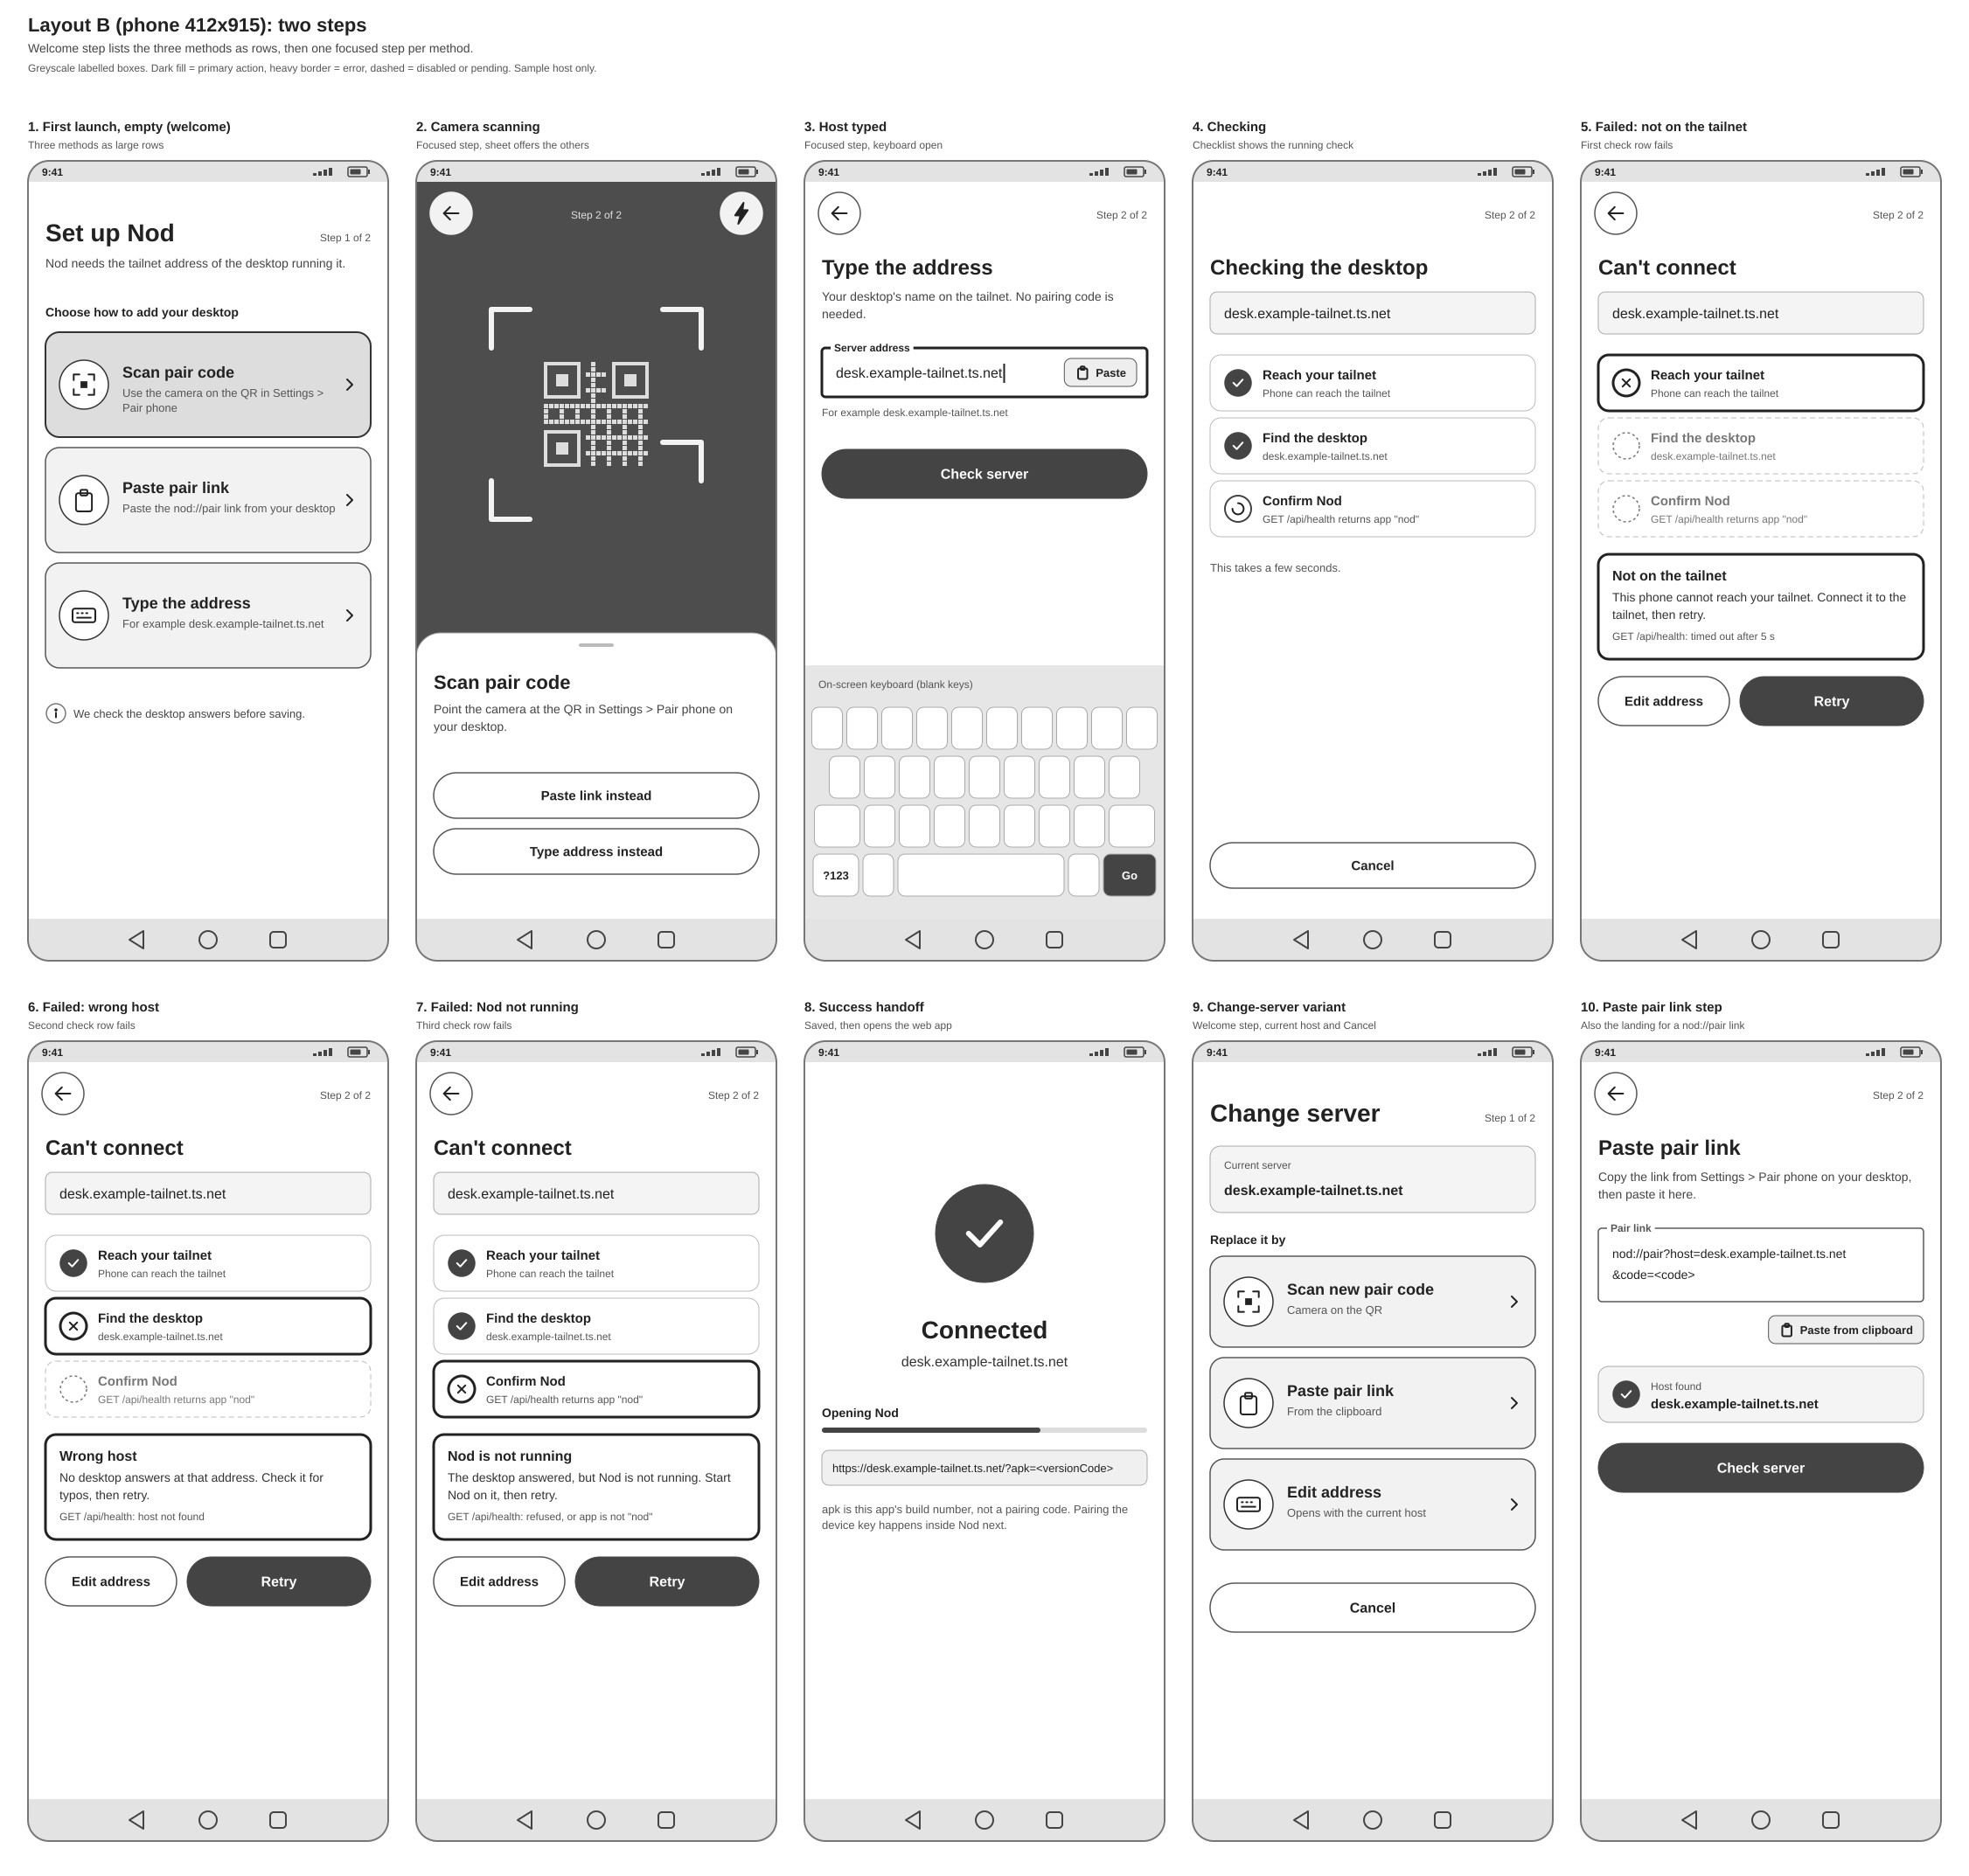 Layout B (phone 412x915): two steps
Welcome step lists the three methods as rows, then one focused step per method.
Greyscale labelled boxes. Dark fill = primary action, heavy border = error, dashed = disabled or pending. Sample host only.
1. First launch, empty (welcome)
Three methods as large rows
9:41
Set up Nod
Step 1 of 2
Nod needs the tailnet address of the desktop running it.
Choose how to add your desktop
Scan pair code
Use the camera on the QR in Settings >
Pair phone
Paste pair link
Paste the nod://pair link from your desktop
Type the address
For example desk.example-tailnet.ts.net
We check the desktop answers before saving.
2. Camera scanning
Focused step, sheet offers the others
9:41
Step 2 of 2
Scan pair code
Point the camera at the QR in Settings > Pair phone on
your desktop.
Paste link instead
Type address instead
3. Host typed
Focused step, keyboard open
9:41
Step 2 of 2
Type the address
Your desktop's name on the tailnet. No pairing code is
needed.
Server address
desk.example-tailnet.ts.net
Paste
For example desk.example-tailnet.ts.net
Check server
On-screen keyboard (blank keys)
?123
Go
4. Checking
Checklist shows the running check
9:41
Step 2 of 2
Checking the desktop
desk.example-tailnet.ts.net
Reach your tailnet
Phone can reach the tailnet
Find the desktop
desk.example-tailnet.ts.net
Confirm Nod
GET /api/health returns app "nod"
This takes a few seconds.
Cancel
5. Failed: not on the tailnet
First check row fails
9:41
Step 2 of 2
Can't connect
desk.example-tailnet.ts.net
Reach your tailnet
Phone can reach the tailnet
Find the desktop
desk.example-tailnet.ts.net
Confirm Nod
GET /api/health returns app "nod"
Not on the tailnet
This phone cannot reach your tailnet. Connect it to the
tailnet, then retry.
GET /api/health: timed out after 5 s
Edit address
Retry
6. Failed: wrong host
Second check row fails
9:41
Step 2 of 2
Can't connect
desk.example-tailnet.ts.net
Reach your tailnet
Phone can reach the tailnet
Find the desktop
desk.example-tailnet.ts.net
Confirm Nod
GET /api/health returns app "nod"
Wrong host
No desktop answers at that address. Check it for
typos, then retry.
GET /api/health: host not found
Edit address
Retry
7. Failed: Nod not running
Third check row fails
9:41
Step 2 of 2
Can't connect
desk.example-tailnet.ts.net
Reach your tailnet
Phone can reach the tailnet
Find the desktop
desk.example-tailnet.ts.net
Confirm Nod
GET /api/health returns app "nod"
Nod is not running
The desktop answered, but Nod is not running. Start
Nod on it, then retry.
GET /api/health: refused, or app is not "nod"
Edit address
Retry
8. Success handoff
Saved, then opens the web app
9:41
Connected
desk.example-tailnet.ts.net
Opening Nod
https://desk.example-tailnet.ts.net/?apk=<versionCode>
apk is this app's build number, not a pairing code. Pairing the
device key happens inside Nod next.
9. Change-server variant
Welcome step, current host and Cancel
9:41
Change server
Step 1 of 2
Current server
desk.example-tailnet.ts.net
Replace it by
Scan new pair code
Camera on the QR
Paste pair link
From the clipboard
Edit address
Opens with the current host
Cancel
10. Paste pair link step
Also the landing for a nod://pair link
9:41
Step 2 of 2
Paste pair link
Copy the link from Settings > Pair phone on your desktop,
then paste it here.
Pair link
nod://pair?host=desk.example-tailnet.ts.net
&code=<code>
Paste from clipboard
Host found
desk.example-tailnet.ts.net
Check server